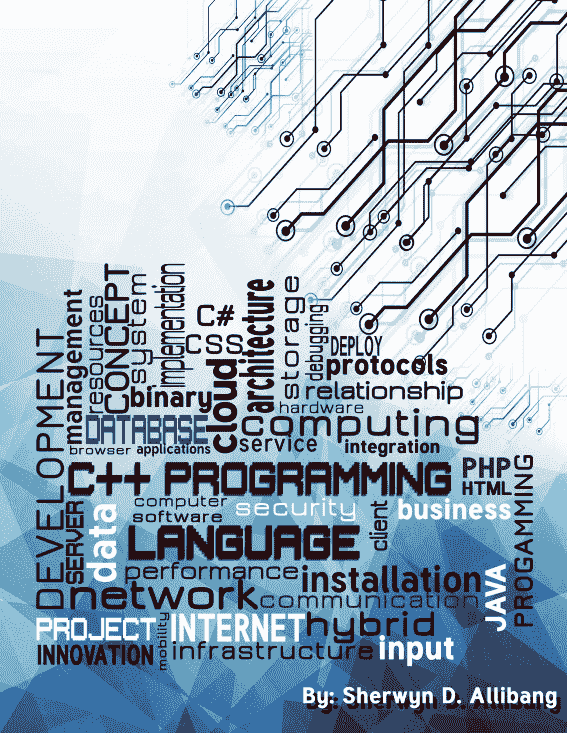 DEVELOPMENT
management
resources
CONCEPT
system
implementation
C#
CSS
architecture
storage
debugging
DEPLOY
protocols
binary
cloud
relationship
hardware
DATABASE
computing
browser
applications
service
integration
C++ PROGRAMMING
PHP
HTML
PROGAMMING
SERVER
data
computer
software
security
client
business
LANGUAGE
performance
installation
JAVA
network
communication
PROJECT
mobility
INTERNET
hybrid
INNOVATION
infrastructure
input
By: Sherwyn D. Allibang